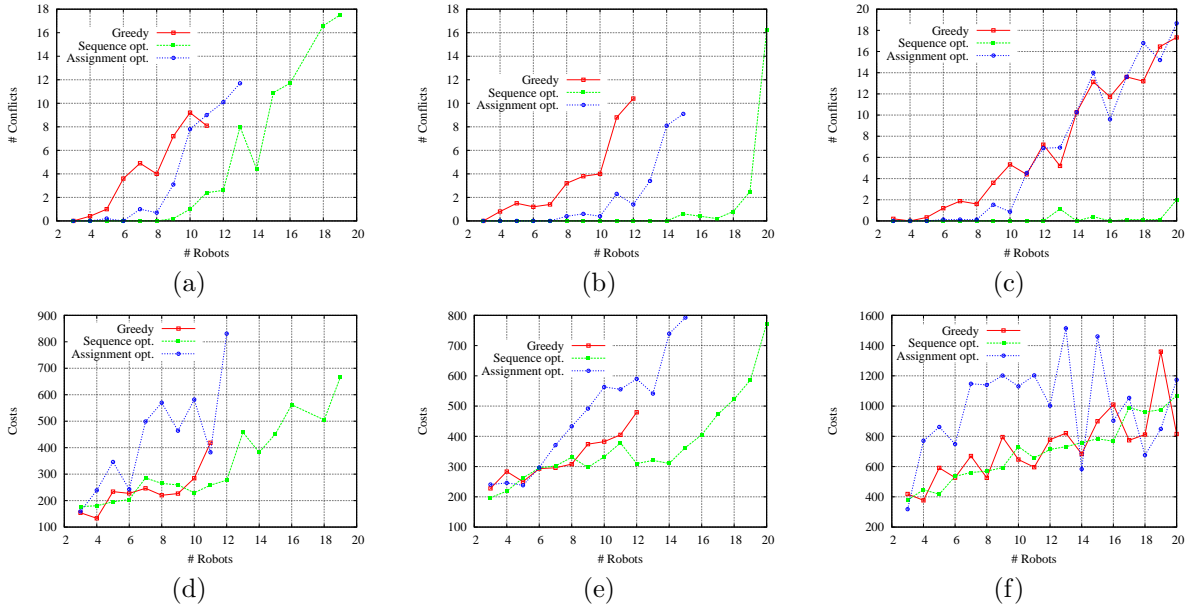 18
16
14
12
10
8
6
4
2
0
# Conflicts
Greedy
Sequence opt.
Assignment opt.
2 4 6 8 10 12 14 16 18 20
# Robots
(a)
18
16
14
12
10
8
6
4
2
0
# Conflicts
Greedy
Sequence opt.
Assignment opt.
2 4 6 8 10 12 14 16 18 20
# Robots
(b)
20
18
16
14
12
10
8
6
4
2
0
# Conflicts
Greedy
Sequence opt.
Assignment opt.
2 4 6 8 10 12 14 16 18 20
# Robots
(c)
900
800
700
600
500
400
300
200
100
Costs
Greedy
Sequence opt.
Assignment opt.
2 4 6 8 10 12 14 16 18 20
# Robots
(d)
800
700
600
500
400
300
200
100
Costs
Greedy
Sequence opt.
Assignment opt.
2 4 6 8 10 12 14 16 18 20
# Robots
(e)
1600
1400
1200
1000
800
600
400
200
Costs
Greedy
Sequence opt.
Assignment opt.
2 4 6 8 10 12 14 16 18 20
# Robots
(f)